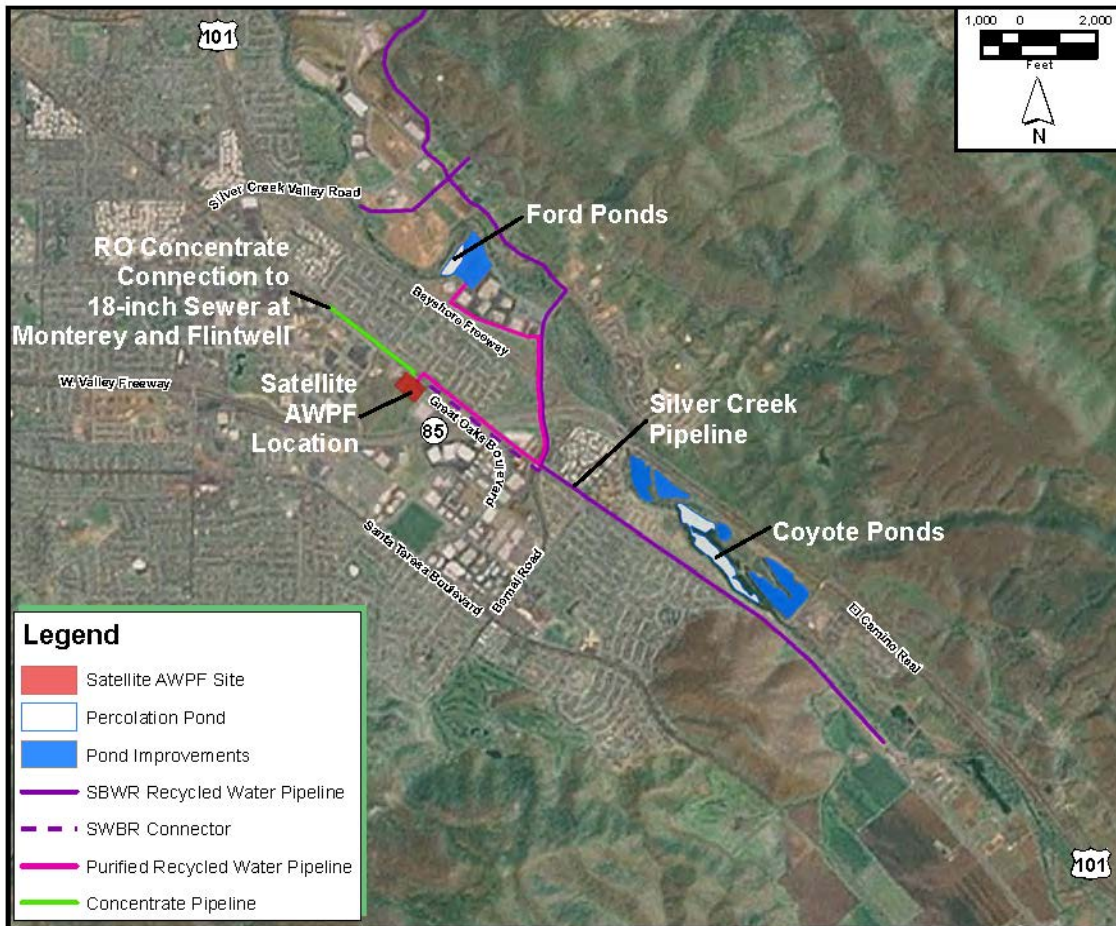 101
1,000 0 2,000
Feet
N
Silver Creek Valley Road
Ford Ponds
RO Concentrate
Connection to
18-inch Sewer at
Monterey and Flintwell
Bayshore Freeway
W. Valley Freeway
Satellite
AWPF
Location
85
Great Oaks Boulevard
Silver Creek
Pipeline
Coyote Ponds
Santa Teresa Boulevard
Bernal Road
El Camino Real
101
Legend
Satellite AWPF Site
Percolation Pond
Pond Improvements
SBWR Recycled Water Pipeline
SWBR Connector
Purified Recycled Water Pipeline
Concentrate Pipeline